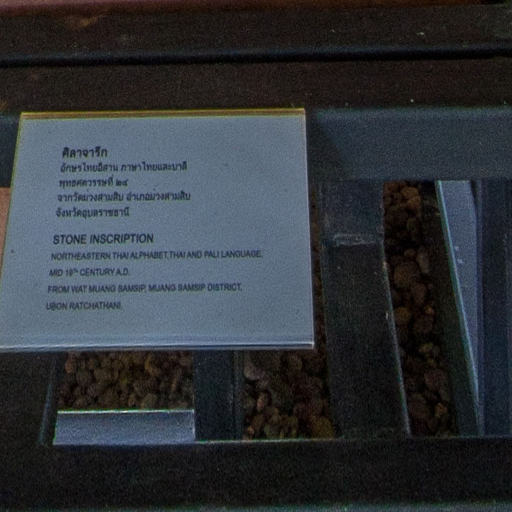 ศิลาจารึก
อักษรไทยอีสาน ภาษาไทยและบาลี
พุทธศตวรรษที่ ๒๔
จากวัดม่วงสามสิบ อำเภอม่วงสามสิบ
จังหวัดอุบลราชธานี
STONE INSCRIPTION
NORTHEASTERN THAI ALPHABET,THAI AND PALI LANGUAGE,
MID 19TH CENTURY A.D.
FROM WAT MUANG SAMSIP, MUANG SAMSIP DISTRICT,
UBON RATCHATHANI.